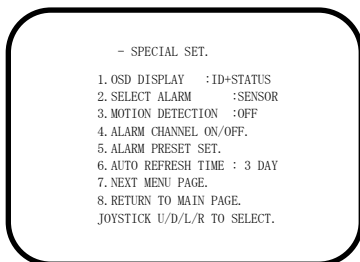 - SPECIAL SET.
1. OSD DISPLAY :ID+STATUS
2. SELECT ALARM :SENSOR
3. MOTION DETECTION :OFF
4. ALARM CHANNEL ON/OFF.
5. ALARM PRESET SET.
6. AUTO REFRESH TIME : 3 DAY
7. NEXT MENU PAGE.
8. RETURN TO MAIN PAGE.
JOYSTICK U/D/L/R TO SELECT.